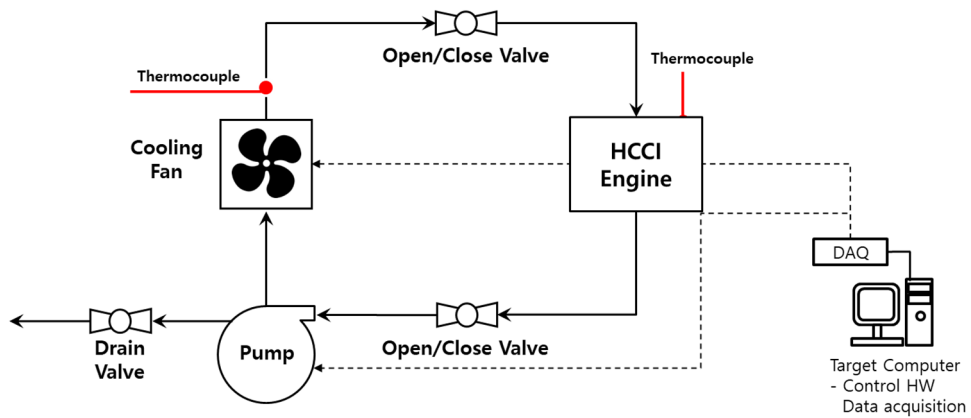 Open/Close Valve
Thermocouple
Thermocouple
Cooling
Fan
HCCI
Engine
DAQ
Drain
Valve
Pump
Open/Close Valve
Target Computer
- Control HW
Data acquisition